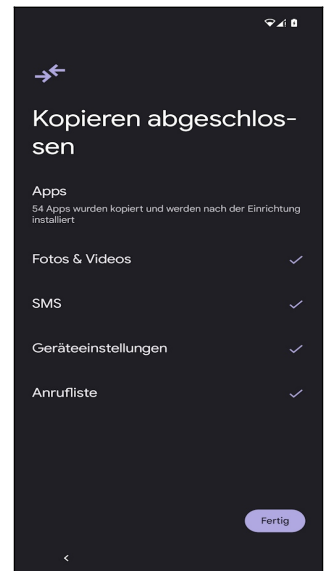 Kopieren abgeschlos-
sen
Apps
54 Apps wurden kopiert und werden nach der Einrichtung
installiert
Fotos & Videos
SMS
Geräteeinstellungen
Anrufliste
Fertig